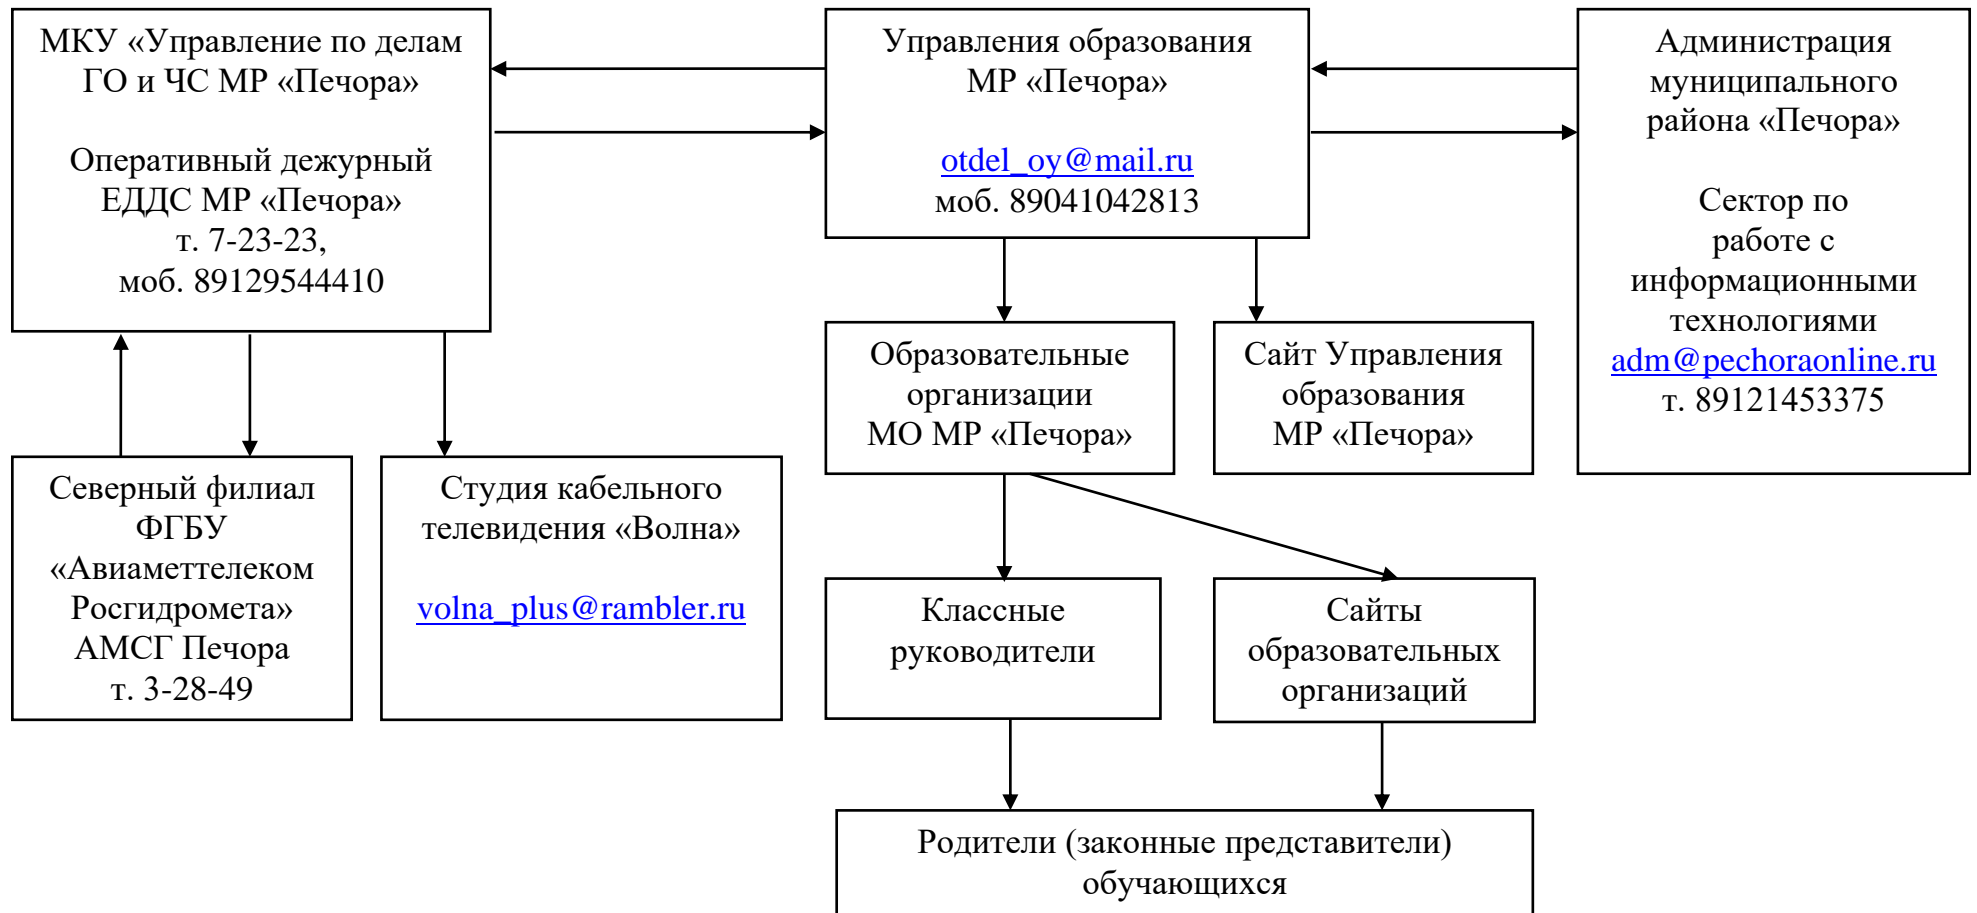 МКУ «Управление по делам
ГО и ЧС МР «Печора»
Оперативный дежурный
ЕДДС МР «Печора»
т. 7-23-23,
моб. 89129544410
Управления образования
МР «Печора»
otdel_oy@mail.ru
моб. 89041042813
Администрация
муниципального
района «Печора»
Сектор по
работе с
информационными
технологиями
adm@pechoraonline.ru
т. 89121453375
Образовательные
организации
МО МР «Печора»
Сайт Управления
образования
МР «Печора»
Северный филиал
ФГБУ
«Авиаметтелеком
Росгидромета»
АМСГ Печора
т. 3-28-49
Студия кабельного
телевидения «Волна»
volna_plus@rambler.ru
Классные
руководители
Сайты
образовательных
организаций
Родители (законные представители)
обучающихся